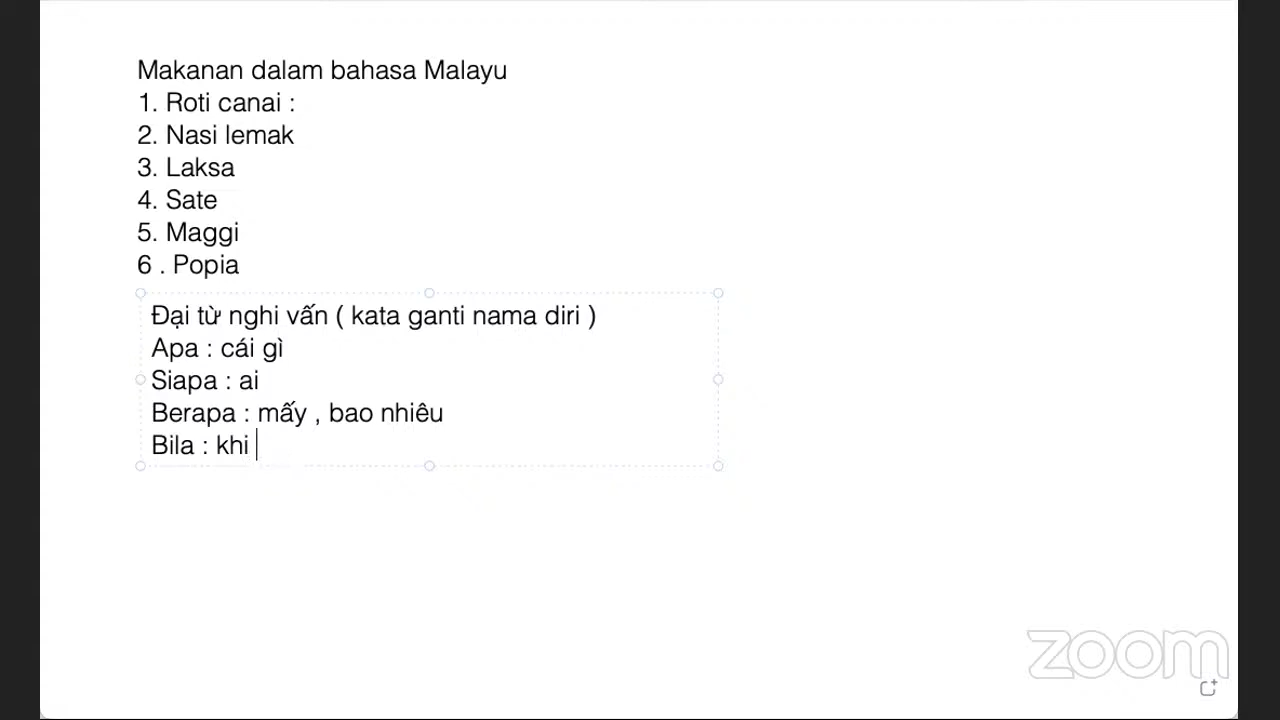 Makanan dalam bahasa Malayu
1. Roti canai :
2. Nasi lemak
3. Laksa
4. Sate
5. Maggi
6 . Popia
Đại từ nghi vấn ( kata ganti nama diri )
Apa : cái gì
Siapa : ai
Berapa : mấy , bao nhiêu
Bila : khi
zoom